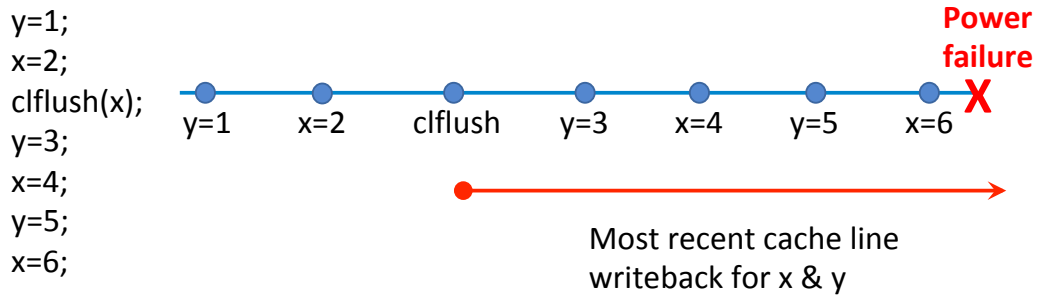 y=1;
x=2;
clflush(x);
y=3;
x=4;
y=5;
x=6;
Power
failure
X
y=1 x=2 clflush y=3 x=4 y=5 x=6
Most recent cache line
writeback for x & y